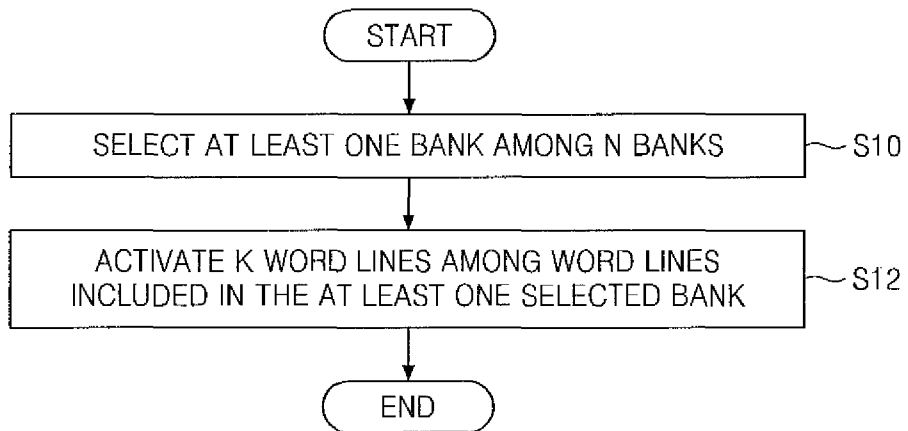 START
SELECT AT LEAST ONE BANK AMONG N BANKS
S10
ACTIVATE K WORD LINES AMONG WORD LINES
INCLUDED IN THE AT LEAST ONE SELECTED BANK
S12
END